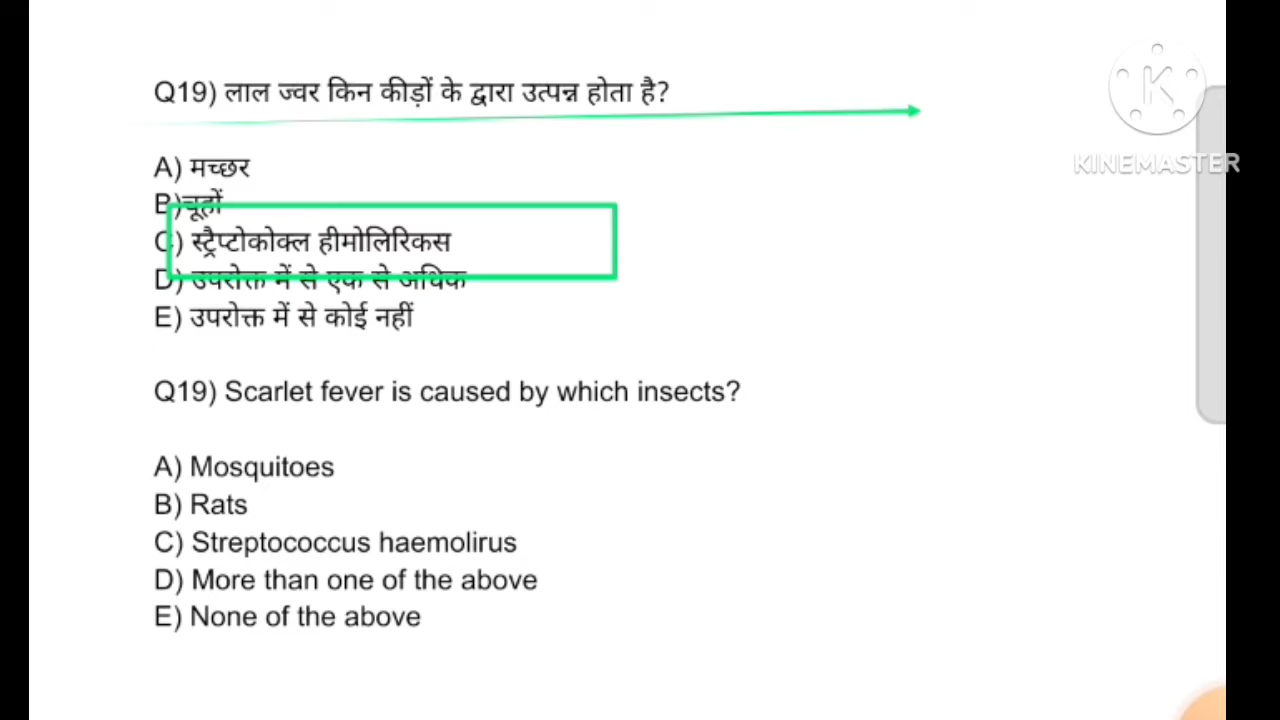 Q19) लाल ज्वर किन कीड़ों के द्वारा उत्पन्न होता है?
A) मच्छर
B)चूहों
C) स्ट्रैप्टोकोक्ल हीमोलिरिकस
D) उपरोक्त में से एक से अधिक
E) उपरोक्त में से कोई नहीं
Q19) Scarlet fever is caused by which insects?
A) Mosquitoes
B) Rats
C) Streptococcus haemolirus
D) More than one of the above
E) None of the above
K
KINEMASTER